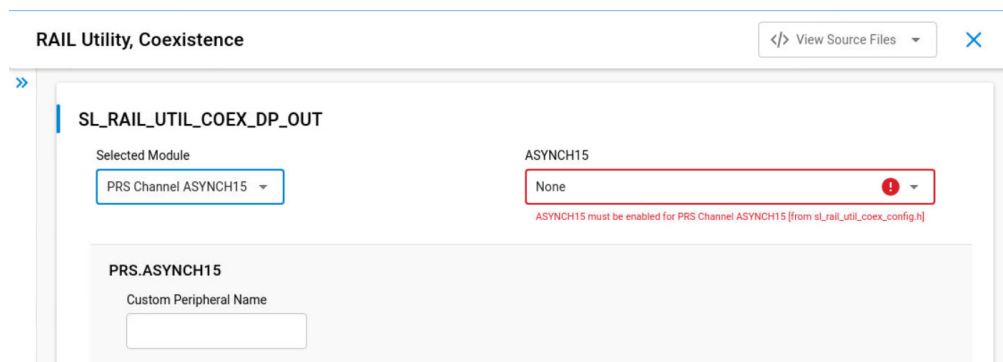 RAIL Utility, Coexistence
</> View Source Files
SL_RAIL_UTIL_COEX_DP_OUT
Selected Module
ASYNCH15
PRS Channel ASYNCH15
None
ASYNCH15 must be enabled for PRS Channel ASYNCH15 [from sl_rail_util_coex_config.h]
PRS.ASYNCH15
Custom Peripheral Name